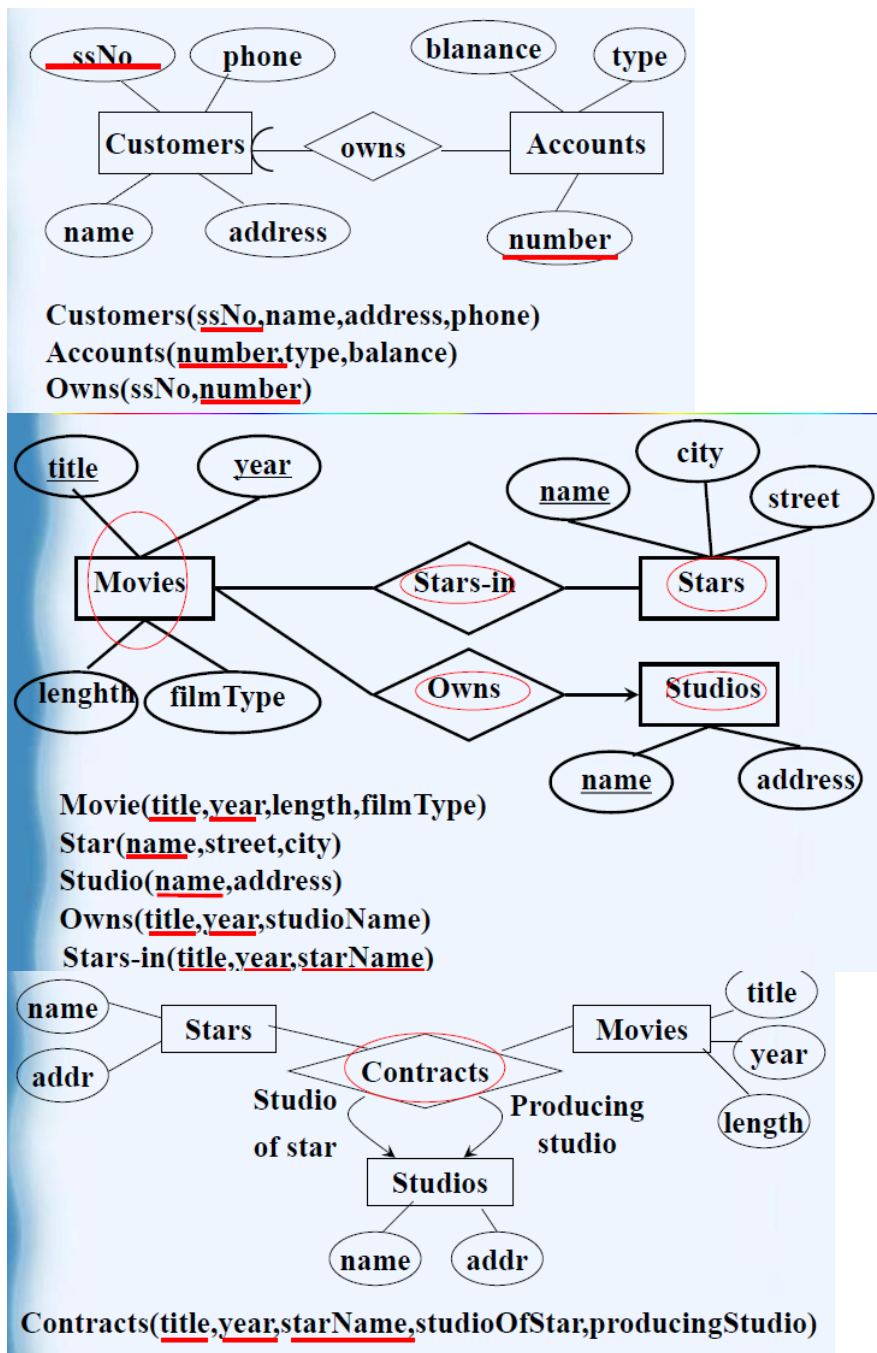 ssNo phone blanance type
Customers owns Accounts
name address number
Customers(ssNo,name,address,phone)
Accounts(number,type,balance)
Owns(ssNo,number)
title year name city street
Movies Stars-in Stars
lenghth filmType Owns Studios
name address
Movie(title,year,length,filmType)
Star(name,street,city)
Studio(name,address)
Owns(title,year,studioName)
Stars-in(title,year,starName)
name Stars Movies title
addr Contracts year
Studio of star Producing studio length
Studios
name addr
Contracts(title,year,starName,studioOfStar,producingStudio)